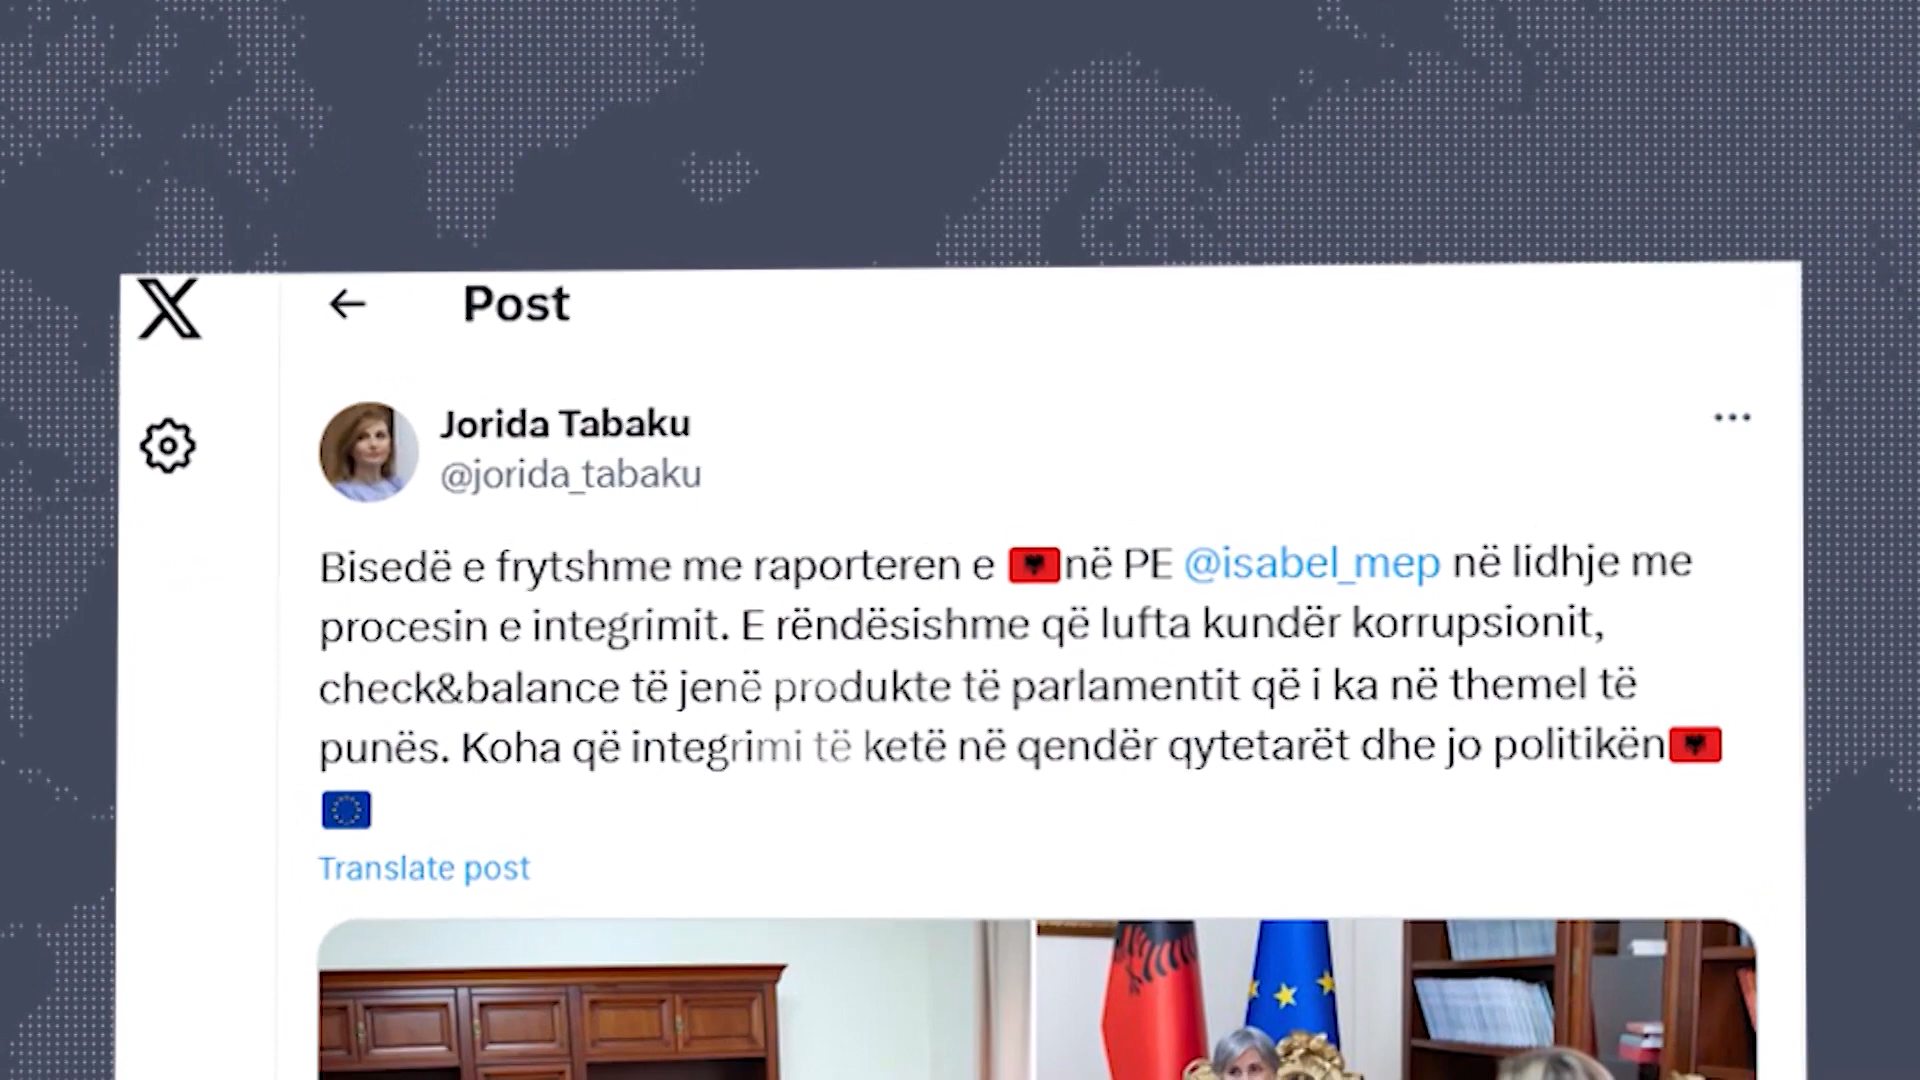 Post
Jorida Tabaku
@jorida_tabaku
Bisedë e frytshme me raporteren e 🇦🇱në PE @isabel_mep në lidhje me
procesin e integrimit. E rëndësishme që lufta kundër korrupsionit,
check&balance të jenë produkte të parlamentit që i ka në themel të
punës. Koha që integrimi të ketë në qendër qytetarët dhe jo politikën🇦🇱
🇪🇺
Translate post